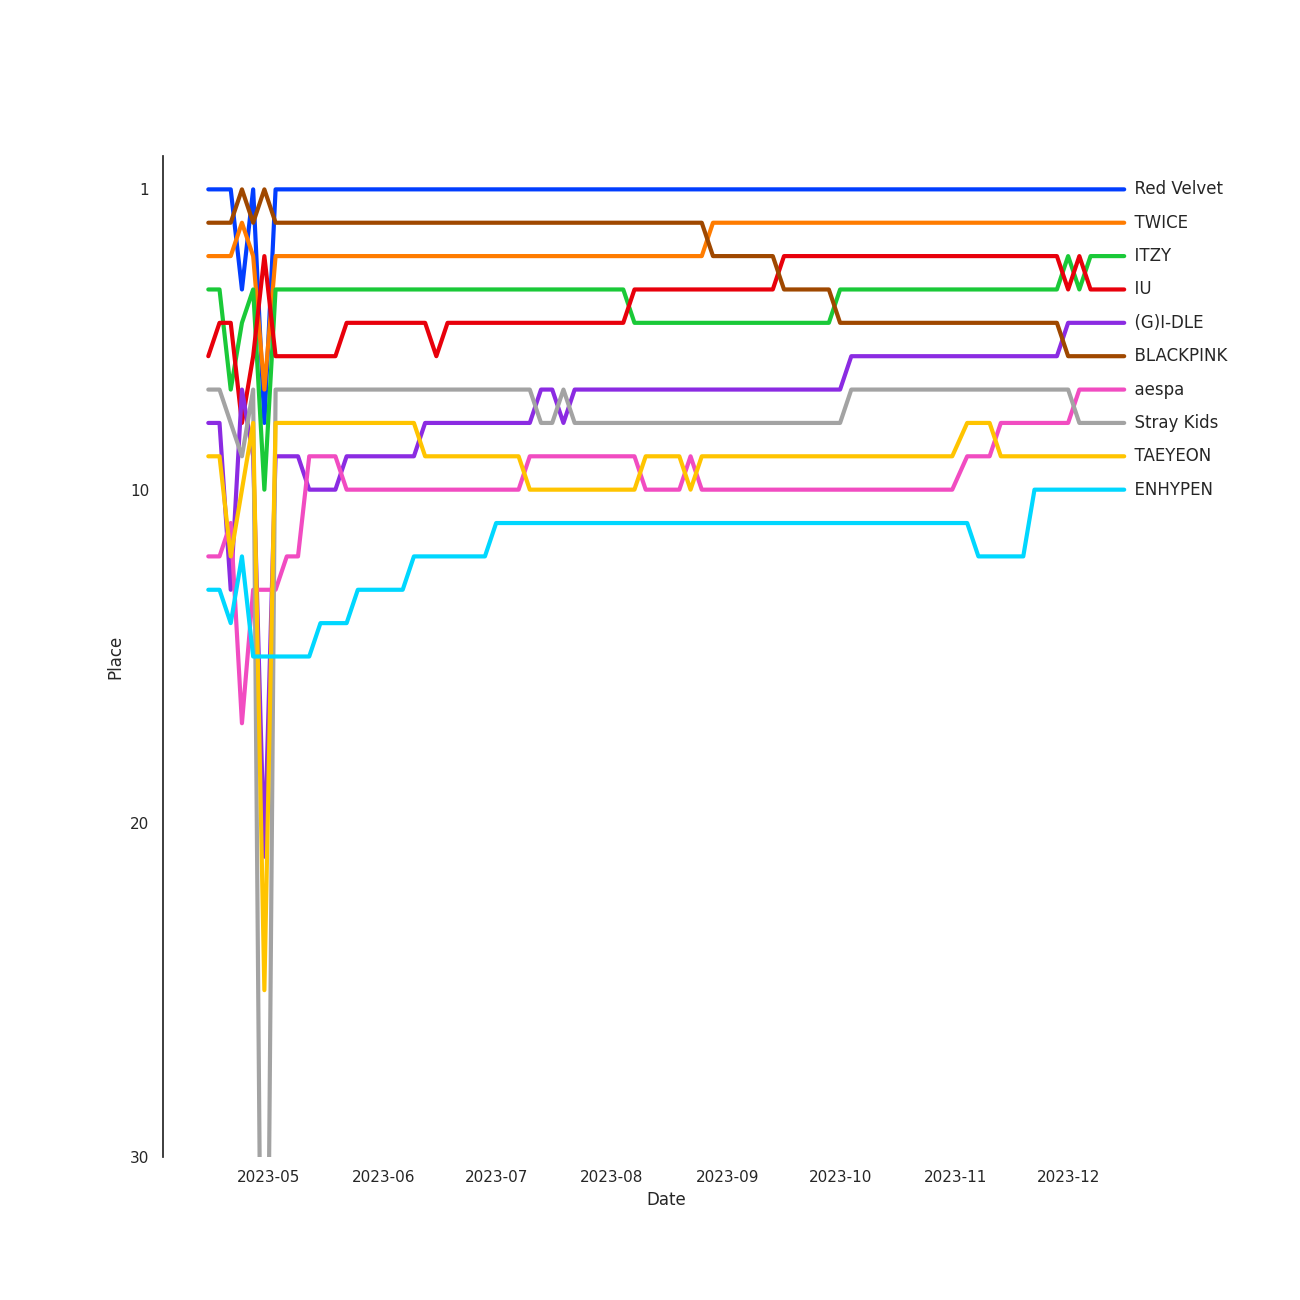 1
10
20
30
Place
2023-05
2023-06
2023-07
2023-08
2023-09
2023-10
2023-11
2023-12
Date
Red Velvet
TWICE
ITZY
IU
(G)I-DLE
BLACKPINK
aespa
Stray Kids
TAEYEON
ENHYPEN